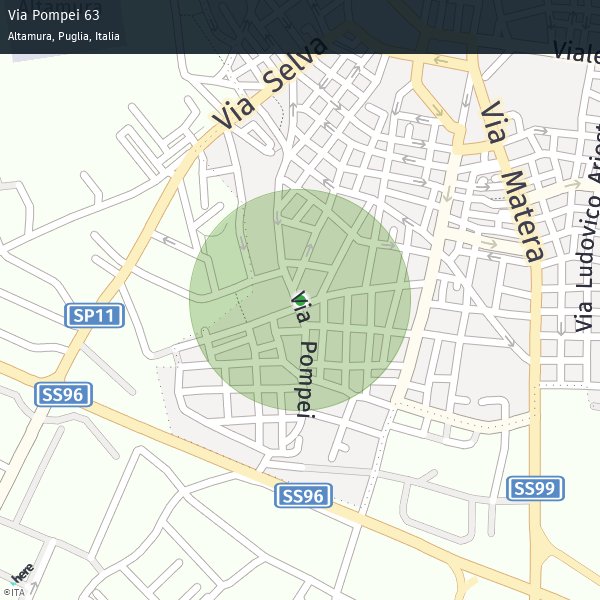 Via Pompei 63
Altamura, Puglia, Italia
Altamura
Viale
Via Selva
Via Matera
Via Ludovico Ariost
SP11
Via Pompei
SS96
SS96
SS99
here
©ITA